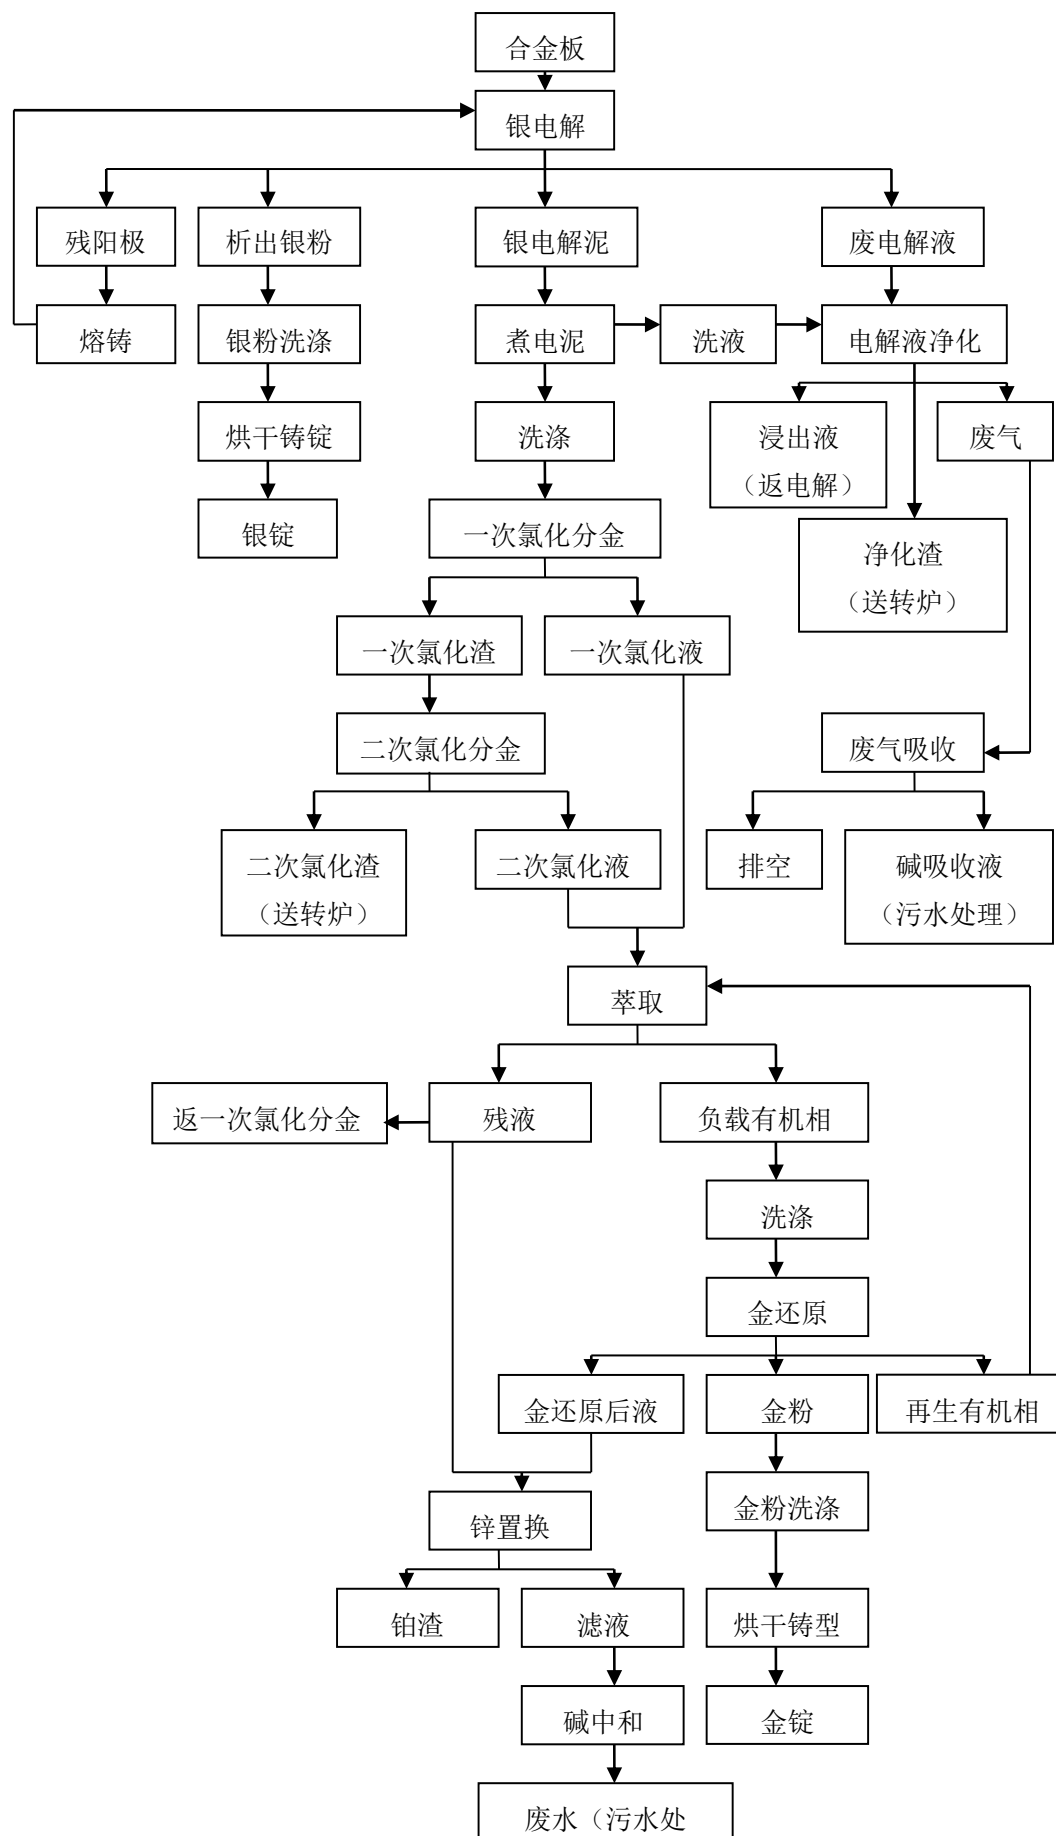 合金板
银电解
残阳极
析出银粉
银电解泥
废电解液
熔铸
银粉洗涤
煮电泥
洗液
电解液净化
烘干铸锭
洗涤
浸出液
（返电解）
废气
银锭
一次氯化分金
净化渣
（送转炉）
一次氯化渣
一次氯化液
二次氯化分金
废气吸收
二次氯化渣
（送转炉）
二次氯化液
排空
碱吸收液
（污水处理）
萃取
返一次氯化分金
残液
负载有机相
洗涤
金还原
金还原后液
金粉
再生有机相
锌置换
金粉洗涤
铂渣
滤液
烘干铸型
碱中和
金锭
废水（污水处